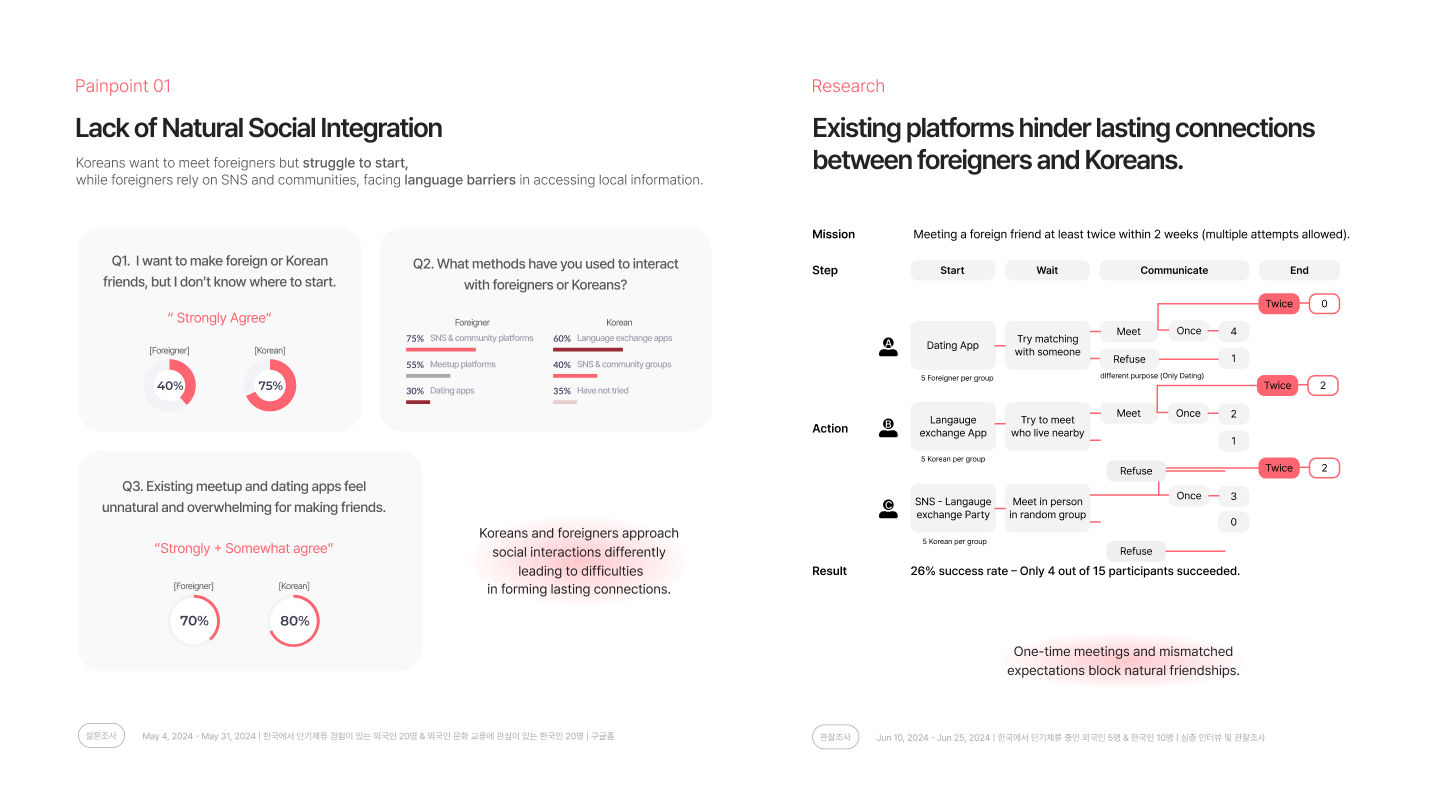 Painpoint 01
Lack of Natural Social Integration
Koreans want to meet foreigners but struggle to start,
while foreigners rely on SNS and communities, facing language barriers in accessing local information.
Q1. I want to make foreign or Korean
friends, but I don't know where to start.
" Strongly Agree"
[Foreigner]
[Korean]
40%
75%
Q2. What methods have you used to interact
with foreigners or Koreans?
Foreigner
75% SNS & community platforms
55% Meetup platforms
30% Dating apps
Korean
60% Language exchange apps
40% SNS & community groups
35% Have not tried
Q3. Existing meetup and dating apps feel
unnatural and overwhelming for making friends.
"Strongly + Somewhat agree"
[Foreigner]
[Korean]
70%
80%
Koreans and foreigners approach
social interactions differently
leading to difficulties
in forming lasting connections.
설문조사
May 4, 2024 - May 31, 2024 | 한국에서 단기체류 경험이 있는 외국인 20명 & 외국인 문화 교류에 관심이 있는 한국인 20명 | 구글폼
Research
Existing platforms hinder lasting connections
between foreigners and Koreans.
Mission
Meeting a foreign friend at least twice within 2 weeks (multiple attempts allowed).
Step
Start
Wait
Communicate
End
Action
A
Dating App
5 Foreigner per group
Try matching
with someone
Meet
Once
4
Twice
0
Refuse
1
different purpose (Only Dating)
B
Langauge
exchange App
5 Korean per group
Try to meet
who live nearby
Meet
Once
2
Twice
2
1
Refuse
C
SNS - Langauge
exchange Party
5 Korean per group
Meet in person
in random group
Once
3
Twice
2
0
Refuse
Result
26% success rate – Only 4 out of 15 participants succeeded.
One-time meetings and mismatched
expectations block natural friendships.
관찰조사
Jun 10, 2024 - Jun 25, 2024 | 한국에서 단기체류 중인 외국인 5명 & 한국인 10명 | 심층 인터뷰 및 관찰조사